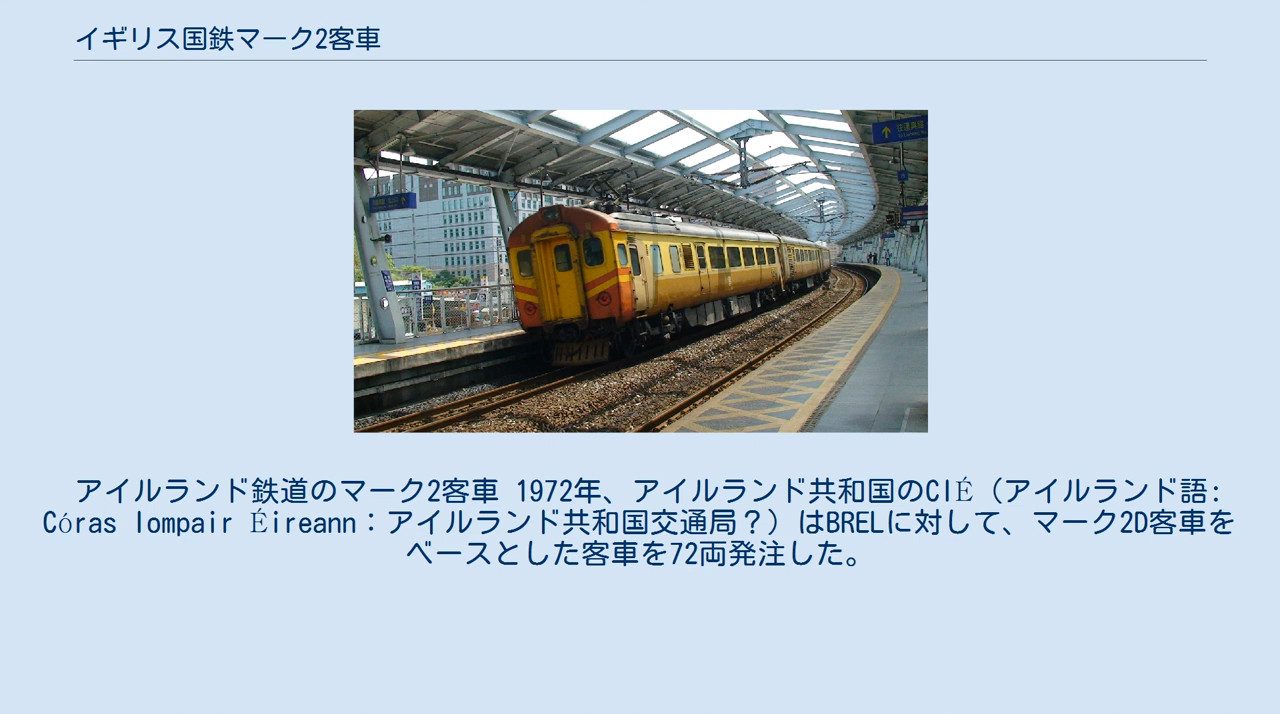 イギリス国鉄マーク2客車
アイルランド鉄道のマーク2客車 1972年、アイルランド共和国のCIÉ（アイルランド語:
Córas Iompair Éireann：アイルランド共和国交通局？）はBRELに対して、マーク2D客車を
ベースとした客車を72両発注した。